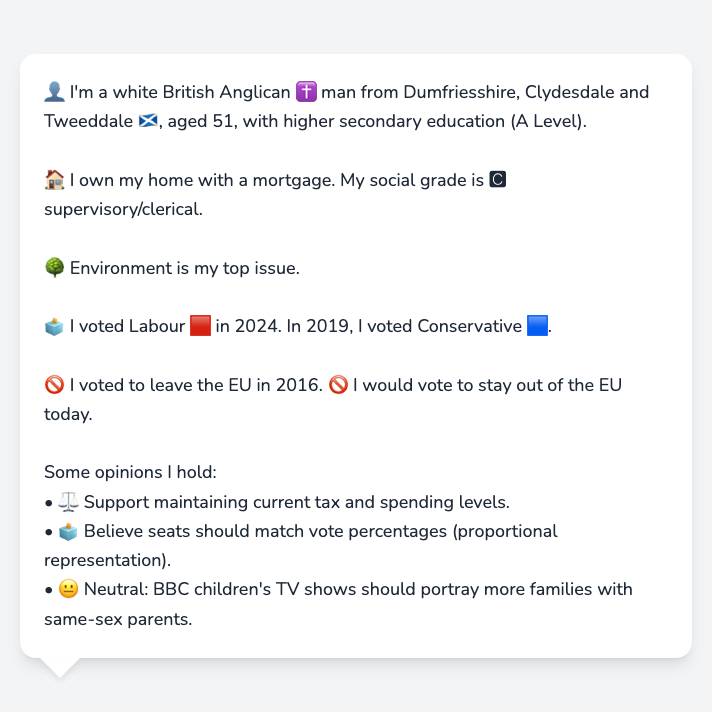 👤 I'm a white British Anglican ✝️ man from Dumfriesshire, Clydesdale and
Tweeddale 🏴󠁧󠁢󠁳󠁣󠁴󠁿, aged 51, with higher secondary education (A Level).
🏠 I own my home with a mortgage. My social grade is 🅲
supervisory/clerical.
🌳 Environment is my top issue.
🗳️ I voted Labour 🟥 in 2024. In 2019, I voted Conservative 🟦.
🚫 I voted to leave the EU in 2016. 🚫 I would vote to stay out of the EU
today.
Some opinions I hold:
• ⚖️ Support maintaining current tax and spending levels.
• 🗳️ Believe seats should match vote percentages (proportional
representation).
• 😐 Neutral: BBC children's TV shows should portray more families with
same-sex parents.